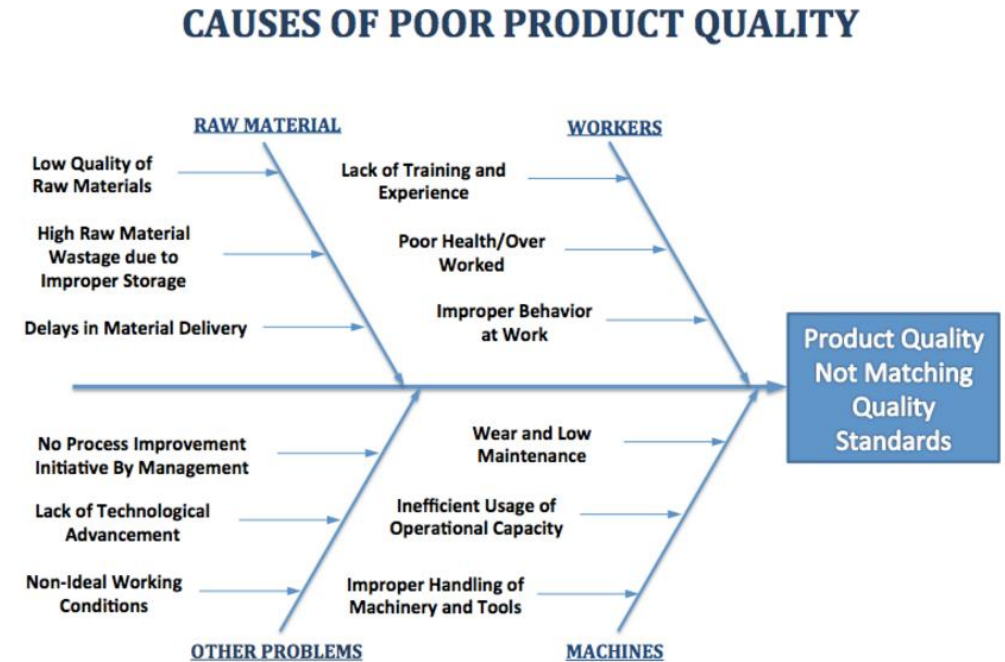 CAUSES OF POOR PRODUCT QUALITY
RAW MATERIAL
Low Quality of
Raw Materials
High Raw Material
Wastage due to
Improper Storage
Delays in Material Delivery
WORKERS
Lack of Training and
Experience
Poor Health/Over
Worked
Improper Behavior
at Work
Product Quality
Not Matching
Quality
Standards
No Process Improvement
Initiative By Management
Lack of Technological
Advancement
Non-Ideal Working
Conditions
OTHER PROBLEMS
Wear and Low
Maintenance
Inefficient Usage of
Operational Capacity
Improper Handling of
Machinery and Tools
MACHINES